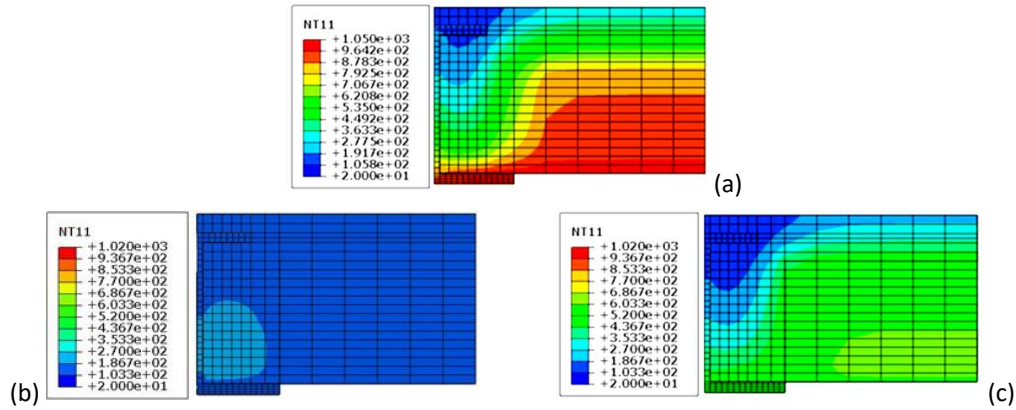 NT11
+1.050e+03
+9.642e+02
+8.783e+02
+7.925e+02
+7.067e+02
+6.208e+02
+5.350e+02
+4.492e+02
+3.633e+02
+2.775e+02
+1.917e+02
+1.058e+02
+2.000e+01
(a)
NT11
+1.020e+03
+9.367e+02
+8.533e+02
+7.700e+02
+6.867e+02
+6.033e+02
+5.200e+02
+4.367e+02
+3.533e+02
+2.700e+02
+1.867e+02
+1.033e+02
+2.000e+01
(b)
NT11
+1.020e+03
+9.367e+02
+8.533e+02
+7.700e+02
+6.867e+02
+6.033e+02
+5.200e+02
+4.367e+02
+3.533e+02
+2.700e+02
+1.867e+02
+1.033e+02
+2.000e+01
(c)